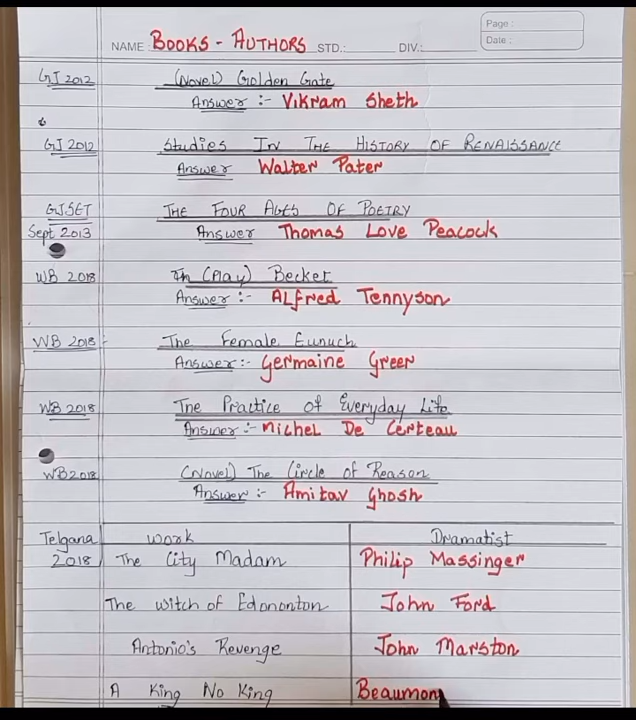 Page :
Date :
NAME : BOOKS - AUTHORS STD.: DIV.:
GJ 2012 (Novel) Golden Gate
Answer :- Vikram Sheth
GJ 2012 Studies In The History of Renaissance
Answer Walter Pater
GJSET The Four Ages Of Poetry
Sept 2013 Answer Thomas Love Peacock
WB 2018 (Play) Becket
Answer :- Alfred Tennyson
WB 2018 :- The Female Eunuch
Answer :- Germaine Greer
WB 2018 The Practice of Everyday Life
Answer :- Michel De Certeau
WB 2018 (Novel) The Circle of Reason
Answer :- Amitav Ghosh
Telgana Work Dramatist
2018 The City Madam Philip Massinger
The Witch of Edmonton John Ford
Antonio's Revenge John Marston
A King No King Beaumon